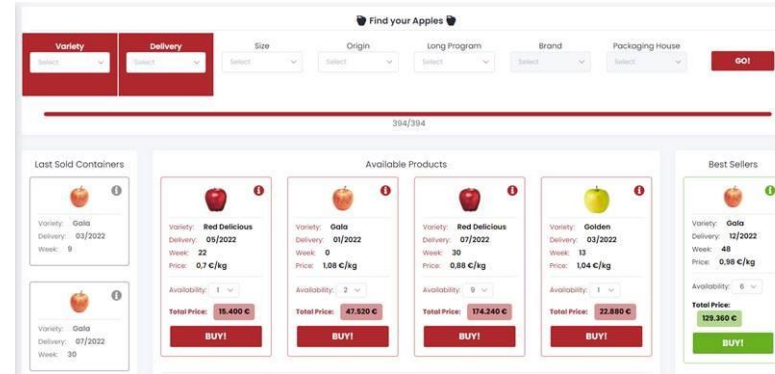 Find your Apples
Variety Delivery Size Origin Long Program Brand Packaging House
Select Select Select Select Select Select Select GO!
394/394
Last Sold Containers
Variety: Gala
Delivery: 03/2022
Week: 9
Variety: Gala
Delivery: 07/2022
Week: 30
Available Products
Variety: Red Delicious
Delivery: 05/2022
Week: 22
Price: 0,7 €/kg
Availability: 1
Total Price: 15.400 €
BUY!
Variety: Gala
Delivery: 01/2022
Week: 0
Price: 1,08 €/kg
Availability: 2
Total Price: 47.520 €
BUY!
Variety: Red Delicious
Delivery: 07/2022
Week: 30
Price: 0,88 €/kg
Availability: 9
Total Price: 174.240 €
BUY!
Variety: Golden
Delivery: 03/2022
Week: 13
Price: 1,04 €/kg
Availability: 1
Total Price: 22.880 €
BUY!
Best Sellers
Variety: Gala
Delivery: 12/2022
Week: 48
Price: 0,98 €/kg
Availability: 6
Total Price:
129.360 €
BUY!